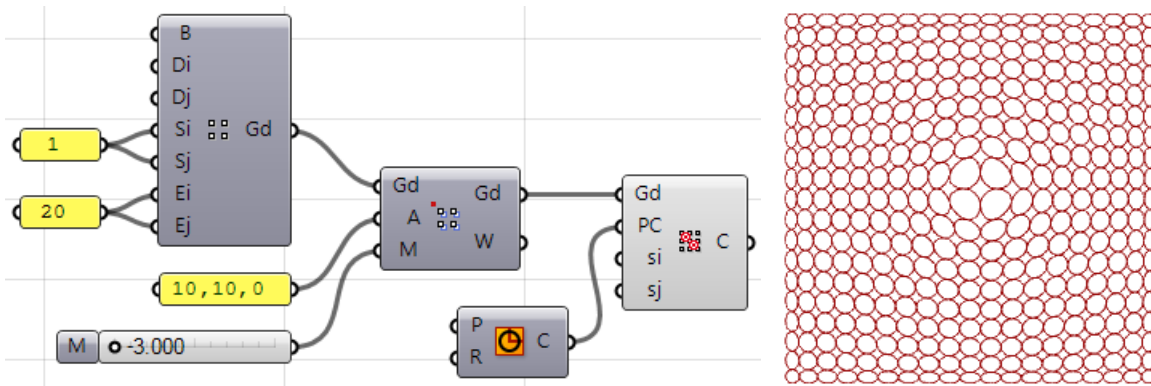 B
Di
Dj
Si Gd
Sj
Ei
Ej
1
20
Gd Gd
A
M W
10,10,0
M -3.000
P C
R
Gd
PC C
si
sj